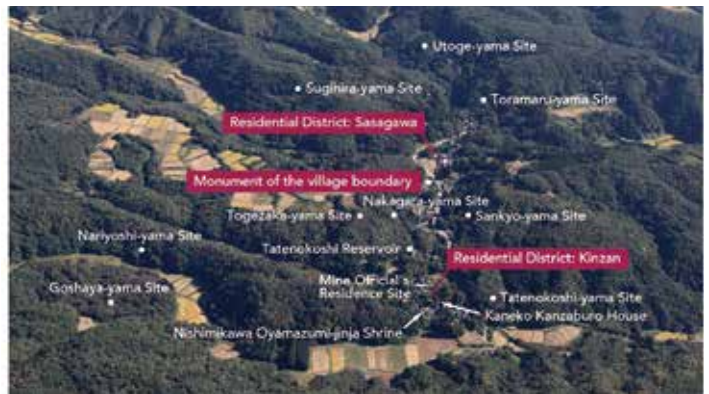 Utoge-yama Site
Sugihira-yama Site
Toramaru-yama Site
Residential District: Sasagawa
Monument of the village boundary
Nakagara-yama Site
Togezaka-yama Site
Sankyo-yama Site
Nariyoshi-yama Site
Tatenokoshi Reservoir
Residential District: Kinzan
Goshaya-yama Site
Mine Official's
Residence Site
Tatenokoshi-yama Site
Kaneko Kanzaburo House
Nishimikawa Oyamazumi-jinja Shrine